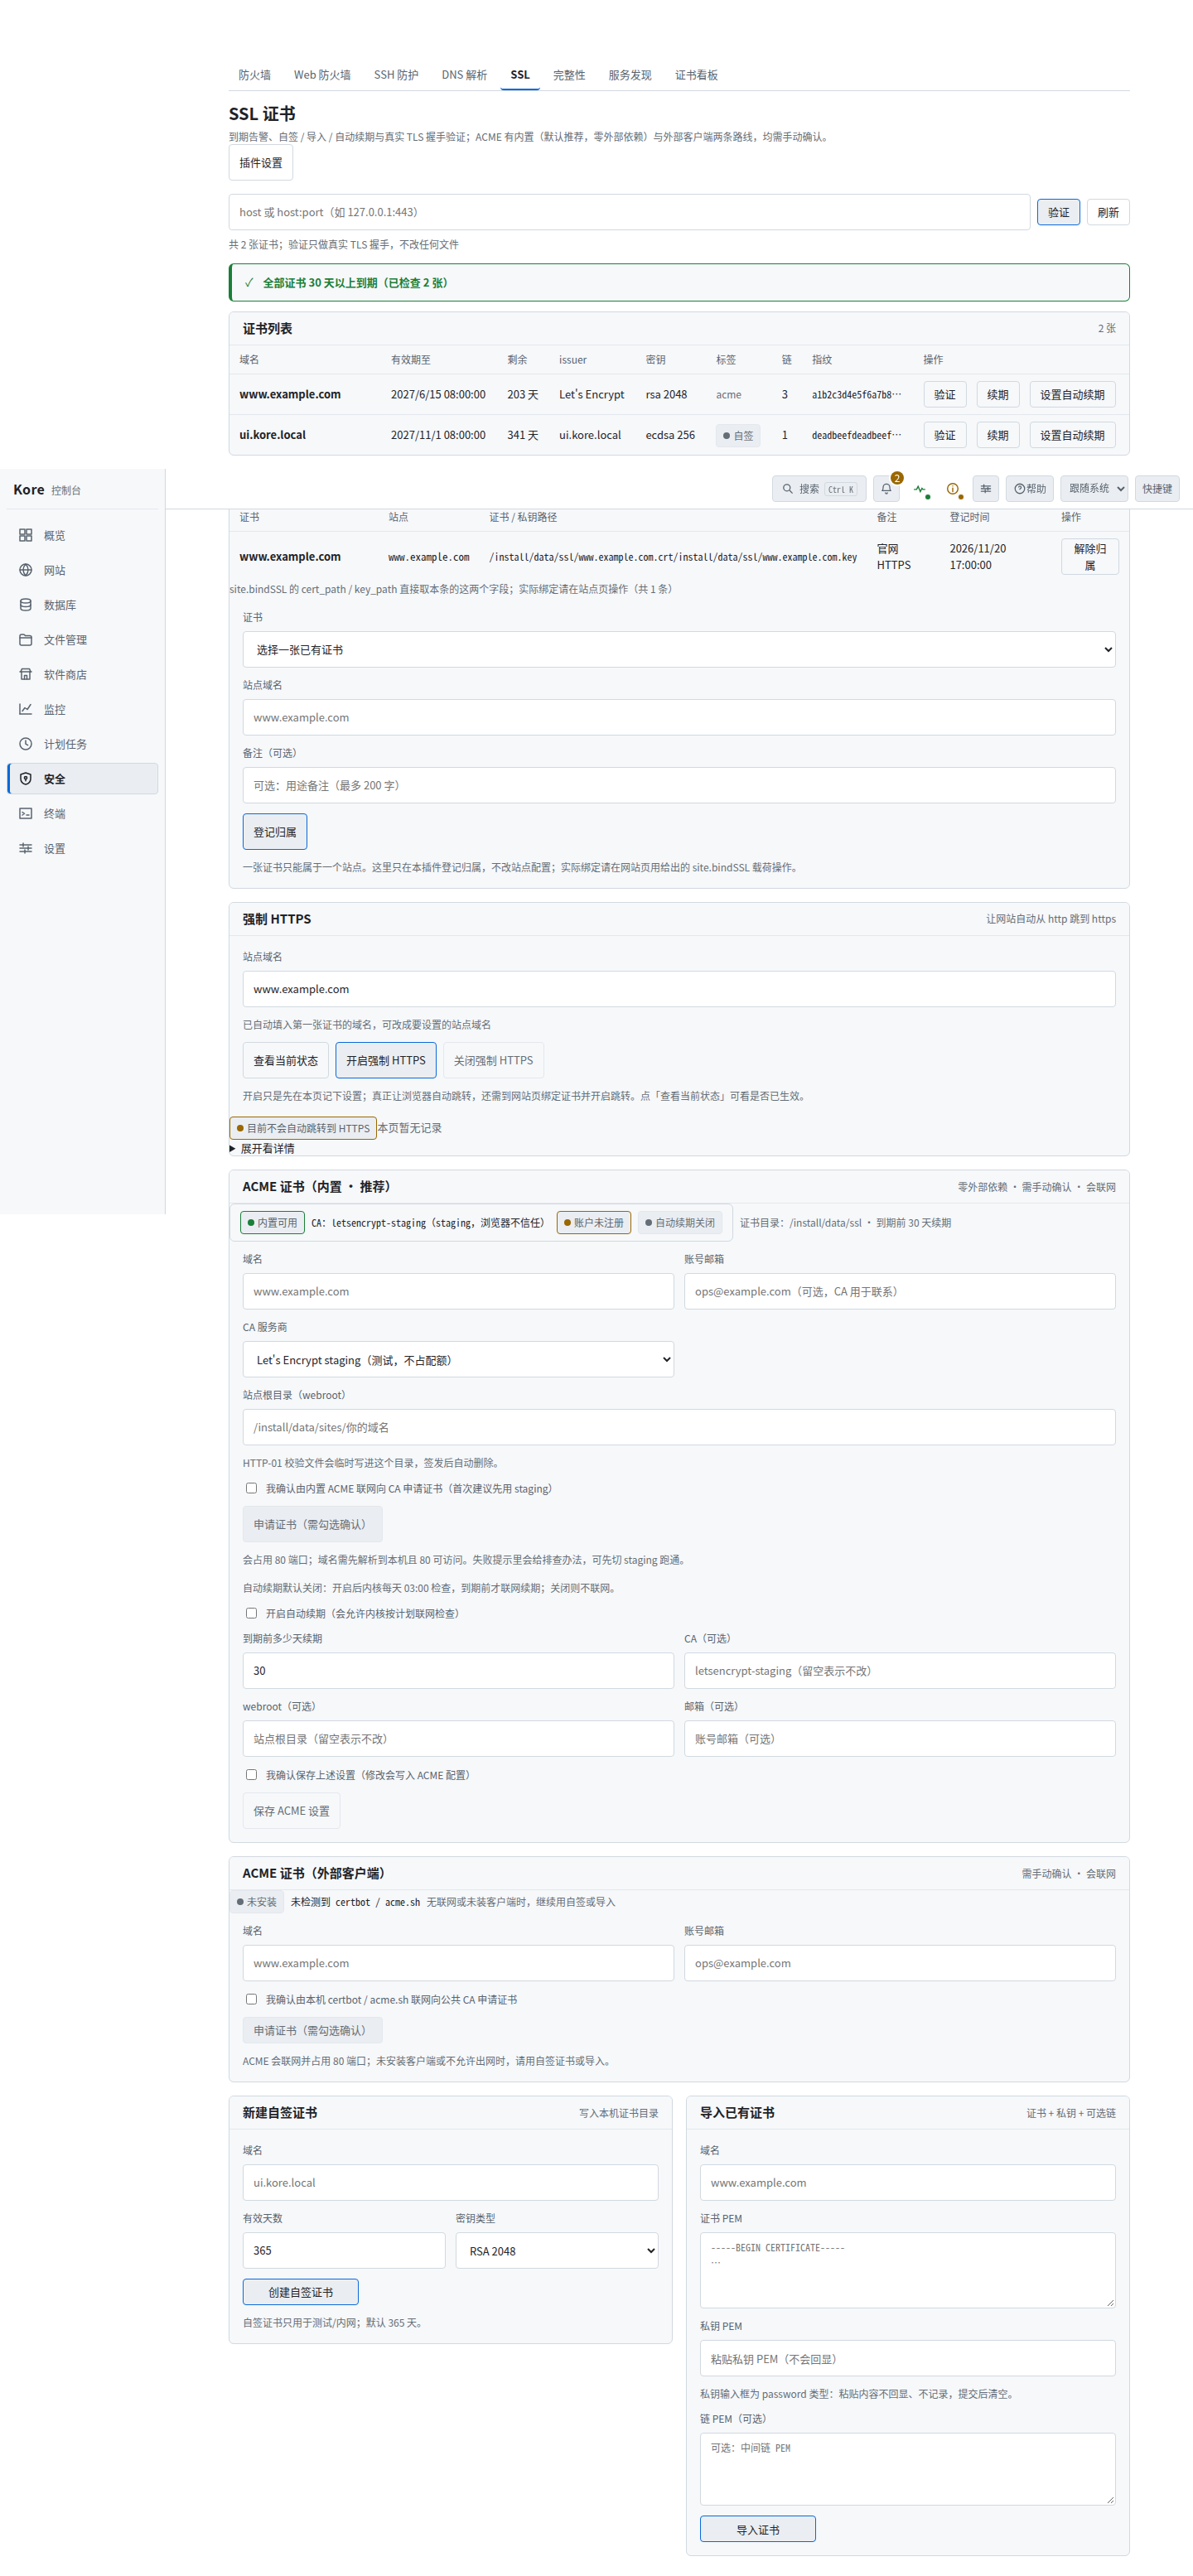 防火墙 Web 防火墙 SSH 防护 DNS 解析 SSL 完整性 服务发现 证书看板
SSL 证书
到期告警、自签 / 导入 / 自动续期与真实 TLS 握手验证；ACME 有内置（默认推荐，零外部依赖）与外部客户端两条路线，均需手动确认。
插件设置
host 或 host:port（如 127.0.0.1:443） 验证 刷新
共 2 张证书；验证只做真实 TLS 握手，不改任何文件
✓ 全部证书 30 天以上到期（已检查 2 张）
证书列表 2 张
域名 有效期至 剩余 issuer 密钥 标签 链 指纹 操作
www.example.com 2027/6/15 08:00:00 203 天 Let's Encrypt rsa 2048 acme 3 a1b2c3d4e5f6a7b8… 验证 续期 设置自动续期
ui.kore.local 2027/11/1 08:00:00 341 天 ui.kore.local ecdsa 256 自签 1 deadbeefdeadbeef… 验证 续期 设置自动续期
Kore 控制台
搜索 Ctrl K 2 帮助 跟随系统 快捷键
概览
网站
数据库
文件管理
软件商店
监控
计划任务
安全
终端
设置
证书 站点 证书 / 私钥路径 备注 登记时间 操作
www.example.com www.example.com /install/data/ssl/www.example.com.crt/install/data/ssl/www.example.com.key 官网 HTTPS 2026/11/20 17:00:00 解除归属
site.bindSSL 的 cert_path / key_path 直接取本条的这两个字段；实际绑定请在站点页操作（共 1 条）
证书
选择一张已有证书
站点域名
www.example.com
备注（可选）
可选：用途备注（最多 200 字）
登记归属
一张证书只能属于一个站点。这里只在本插件登记归属，不改站点配置；实际绑定请在网站页用给出的 site.bindSSL 载荷操作。
强制 HTTPS 让网站自动从 http 跳到 https
站点域名
www.example.com
已自动填入第一张证书的域名，可改成要设置的站点域名
查看当前状态 开启强制 HTTPS 关闭强制 HTTPS
开启只是先在本页记下设置；真正让浏览器自动跳转，还需到网站页绑定证书并开启跳转。点「查看当前状态」可看是否已生效。
目前不会自动跳转到 HTTPS 本页暂无记录
展开看详情
ACME 证书（内置 · 推荐） 零外部依赖 · 需手动确认 · 会联网
内置可用 CA: letsencrypt-staging（staging，浏览器不信任） 账户未注册 自动续期关闭 证书目录：/install/data/ssl · 到期前 30 天续期
域名 账号邮箱
www.example.com ops@example.com（可选，CA 用于联系）
CA 服务商
Let's Encrypt staging（测试，不占配额）
站点根目录（webroot）
/install/data/sites/你的域名
HTTP-01 校验文件会临时写进这个目录，签发后自动删除。
我确认由内置 ACME 联网向 CA 申请证书（首次建议先用 staging）
申请证书（需勾选确认）
会占用 80 端口；域名需先解析到本机且 80 可访问。失败提示里会给排查办法，可先切 staging 跑通。
自动续期默认关闭：开启后内核每天 03:00 检查，到期前才联网续期；关闭则不联网。
开启自动续期（会允许内核按计划联网检查）
到期前多少天续期 CA（可选）
30 letsencrypt-staging（留空表示不改）
webroot（可选） 邮箱（可选）
站点根目录（留空表示不改） 账号邮箱（可选）
我确认保存上述设置（修改会写入 ACME 配置）
保存 ACME 设置
ACME 证书（外部客户端） 需手动确认 · 会联网
未安装 未检测到 certbot / acme.sh 无联网或未装客户端时，继续用自签或导入
域名 账号邮箱
www.example.com ops@example.com
我确认由本机 certbot / acme.sh 联网向公共 CA 申请证书
申请证书（需勾选确认）
ACME 会联网并占用 80 端口；未安装客户端或不允许出网时，请用自签证书或导入。
新建自签证书 写入本机证书目录
域名
ui.kore.local
有效天数 密钥类型
365 RSA 2048
创建自签证书
自签证书只用于测试/内网；默认 365 天。
导入已有证书 证书 + 私钥 + 可选链
域名
www.example.com
证书 PEM
-----BEGIN CERTIFICATE-----
…
私钥 PEM
粘贴私钥 PEM（不会回显）
私钥输入框为 password 类型：粘贴内容不回显、不记录，提交后清空。
链 PEM（可选）
可选：中间链 PEM
导入证书